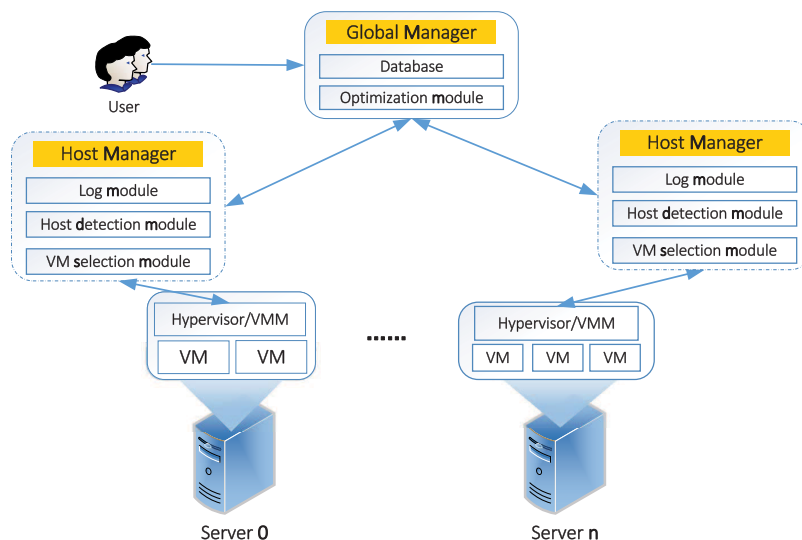 Global Manager
Database
Optimization module
User
Host Manager
Log module
Host detection module
VM selection module
Host Manager
Log module
Host detection module
VM selection module
Hypervisor/VMM
VM VM
......
Hypervisor/VMM
VM VM VM
Server 0
Server n